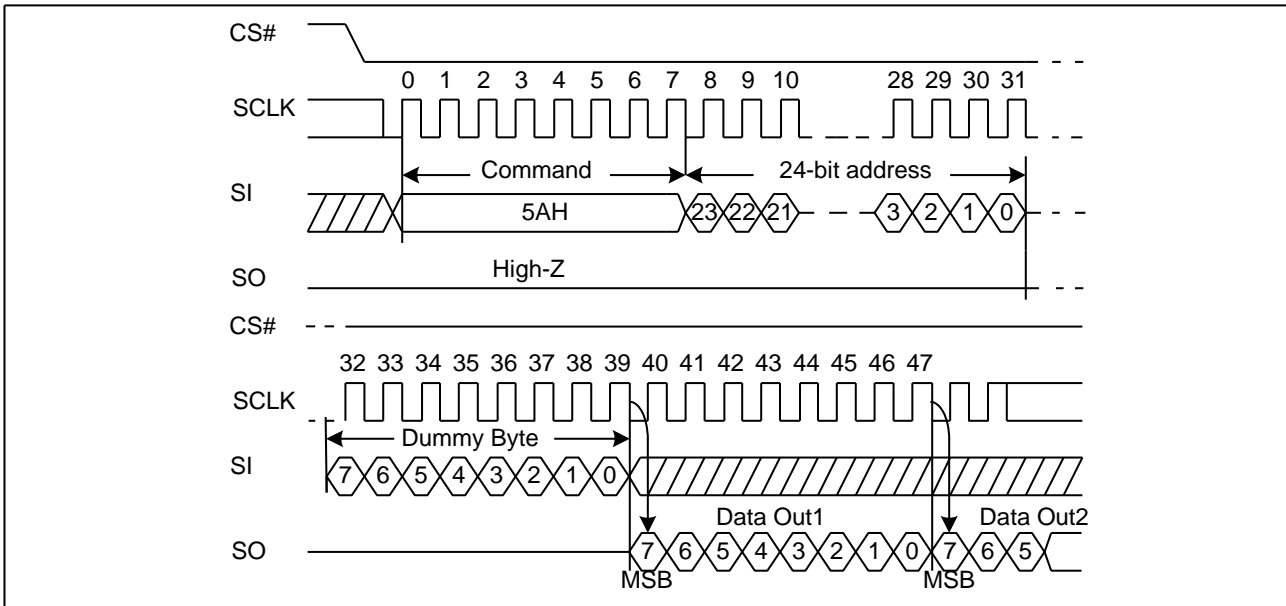 CS#
0 1 2 3 4 5 6 7 8 9 10 28 29 30 31
SCLK
Command 24-bit address
SI
5AH 23 22 21 3 2 1 0
High-Z
SO
CS#
32 33 34 35 36 37 38 39 40 41 42 43 44 45 46 47
SCLK
Dummy Byte
SI
7 6 5 4 3 2 1 0
Data Out1 Data Out2
SO
7 6 5 4 3 2 1 0 7 6 5
MSB MSB